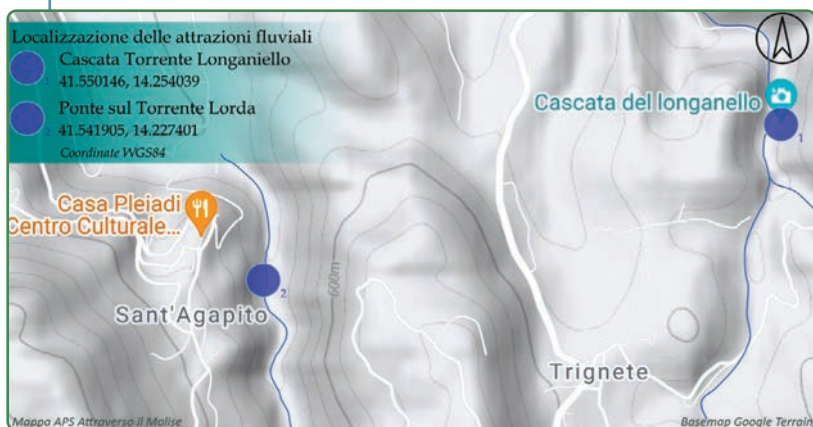 Localizzazione delle attrazioni fluviali
1
Cascata Torrente Longaniello
41.550146, 14.254039
2
Ponte sul Torrente Lorda
41.541905, 14.227401
Coordinate WGS84
Cascata del longanello
1
Casa Pleiadi
Centro Culturale...
600m
2
Sant'Agapito
Trignete
Mappa APS Attraverso il Molise
Basemap Google Terrain